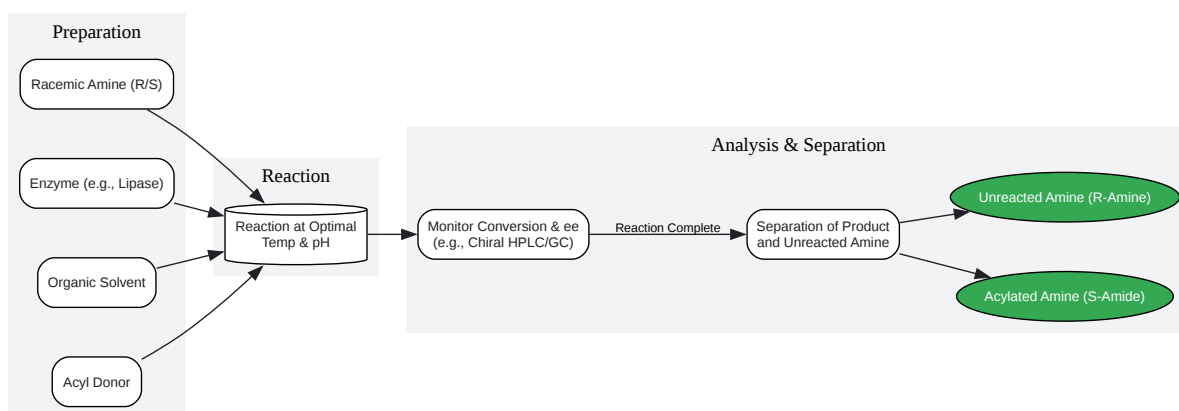 Preparation
Racemic Amine (R/S)
Enzyme (e.g., Lipase)
Organic Solvent
Acyl Donor
Reaction
Reaction at Optimal
Temp & pH
Analysis & Separation
Monitor Conversion & ee
(e.g., Chiral HPLC/GC)
Reaction Complete
Separation of Product
and Unreacted Amine
Unreacted Amine (R-Amine)
Acylated Amine (S-Amide)